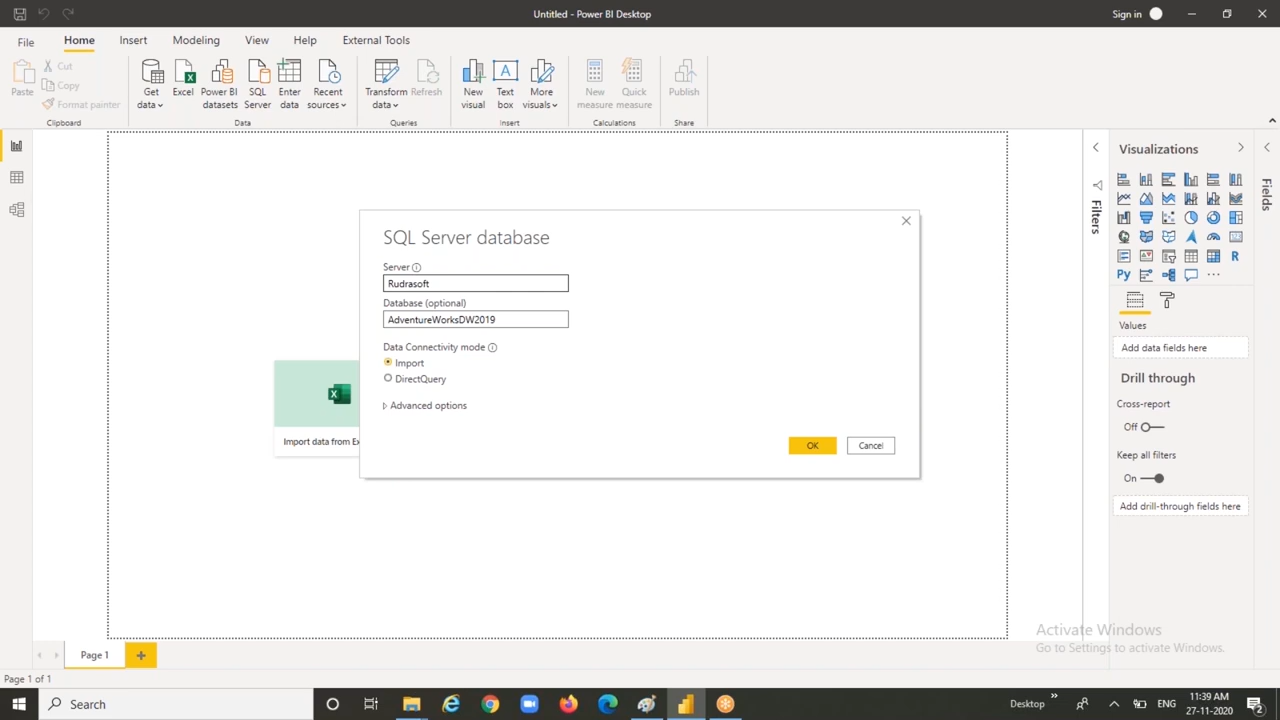 Untitled - Power BI Desktop
Sign in
File Home Insert Modeling View Help External Tools
Paste
Cut
Copy
Format painter
Clipboard
Get data
Excel
Power BI datasets
SQL Server
Enter data
Recent sources
Data
Transform data
Refresh
Queries
New visual
Text box
More visuals
Insert
New measure
Quick measure
Calculations
Publish
Share
SQL Server database
Server
Rudrasoft
Database (optional)
AdventureWorksDW2019
Data Connectivity mode
Import
DirectQuery
Advanced options
OK
Cancel
Import data from Ex
Filters
Visualizations
R
Py
Values
Add data fields here
Drill through
Cross-report
Off
Keep all filters
On
Add drill-through fields here
Fields
Activate Windows
Go to Settings to activate Windows.
Page 1
Page 1 of 1
Search
Desktop
ENG
11:39 AM
27-11-2020
2